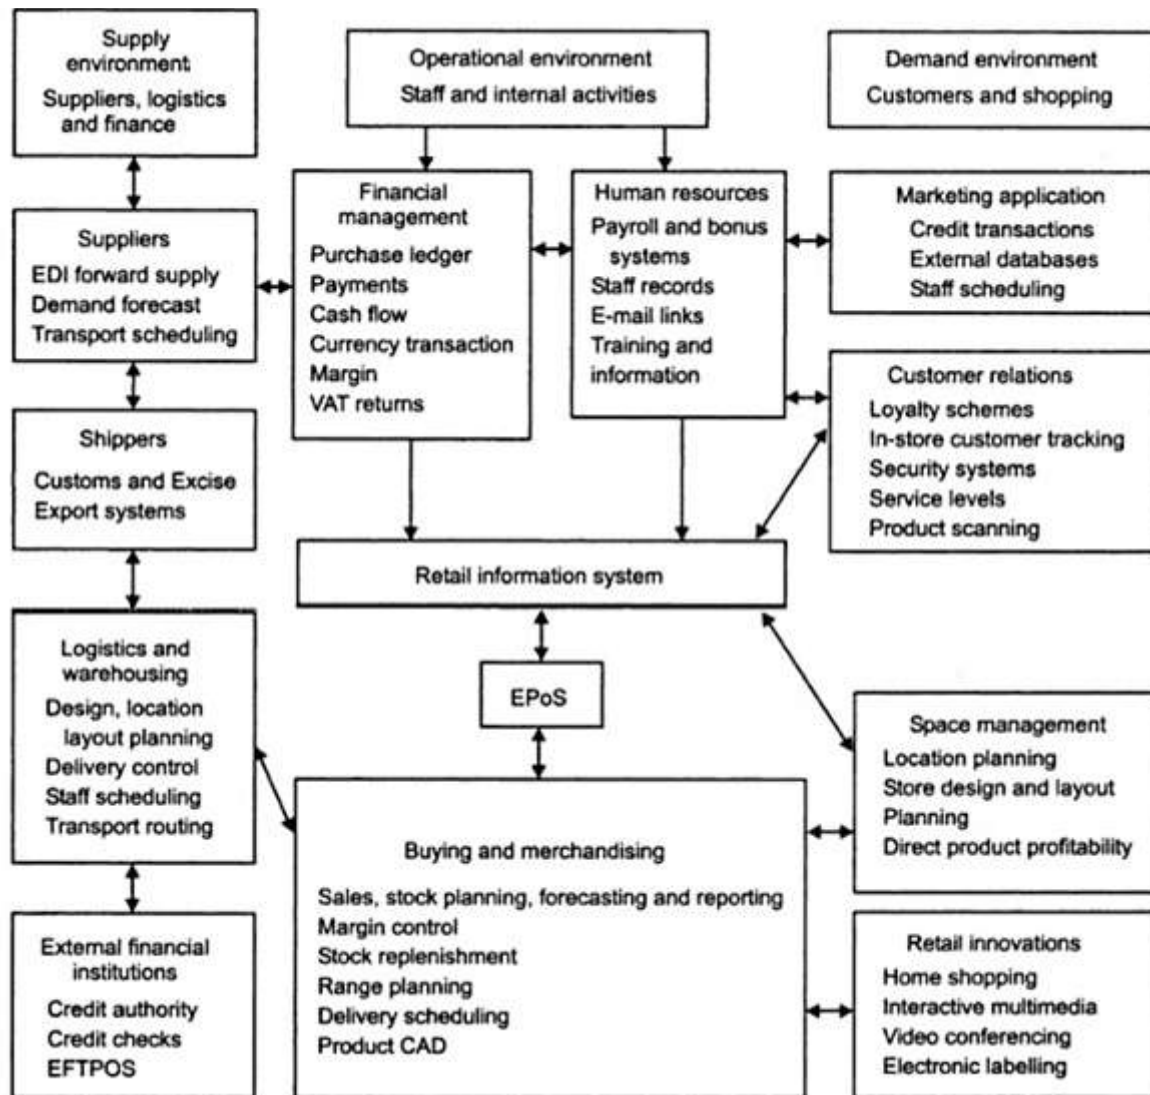 Supply
environment
Suppliers, logistics
and finance
Operational environment
Staff and internal activities
Demand environment
Customers and shopping
Suppliers
EDI forward supply
Demand forecast
Transport scheduling
Financial
management
Purchase ledger
Payments
Cash flow
Currency transaction
Margin
VAT returns
Human resources
Payroll and bonus
systems
Staff records
E-mail links
Training and
information
Marketing application
Credit transactions
External databases
Staff scheduling
Customer relations
Loyalty schemes
In-store customer tracking
Security systems
Service levels
Product scanning
Shippers
Customs and Excise
Export systems
Retail information system
EPoS
Logistics and
warehousing
Design, location
layout planning
Delivery control
Staff scheduling
Transport routing
Space management
Location planning
Store design and layout
Planning
Direct product profitability
Buying and merchandising
Sales, stock planning, forecasting and reporting
Margin control
Stock replenishment
Range planning
Delivery scheduling
Product CAD
External financial
institutions
Credit authority
Credit checks
EFTPOS
Retail innovations
Home shopping
Interactive multimedia
Video conferencing
Electronic labelling